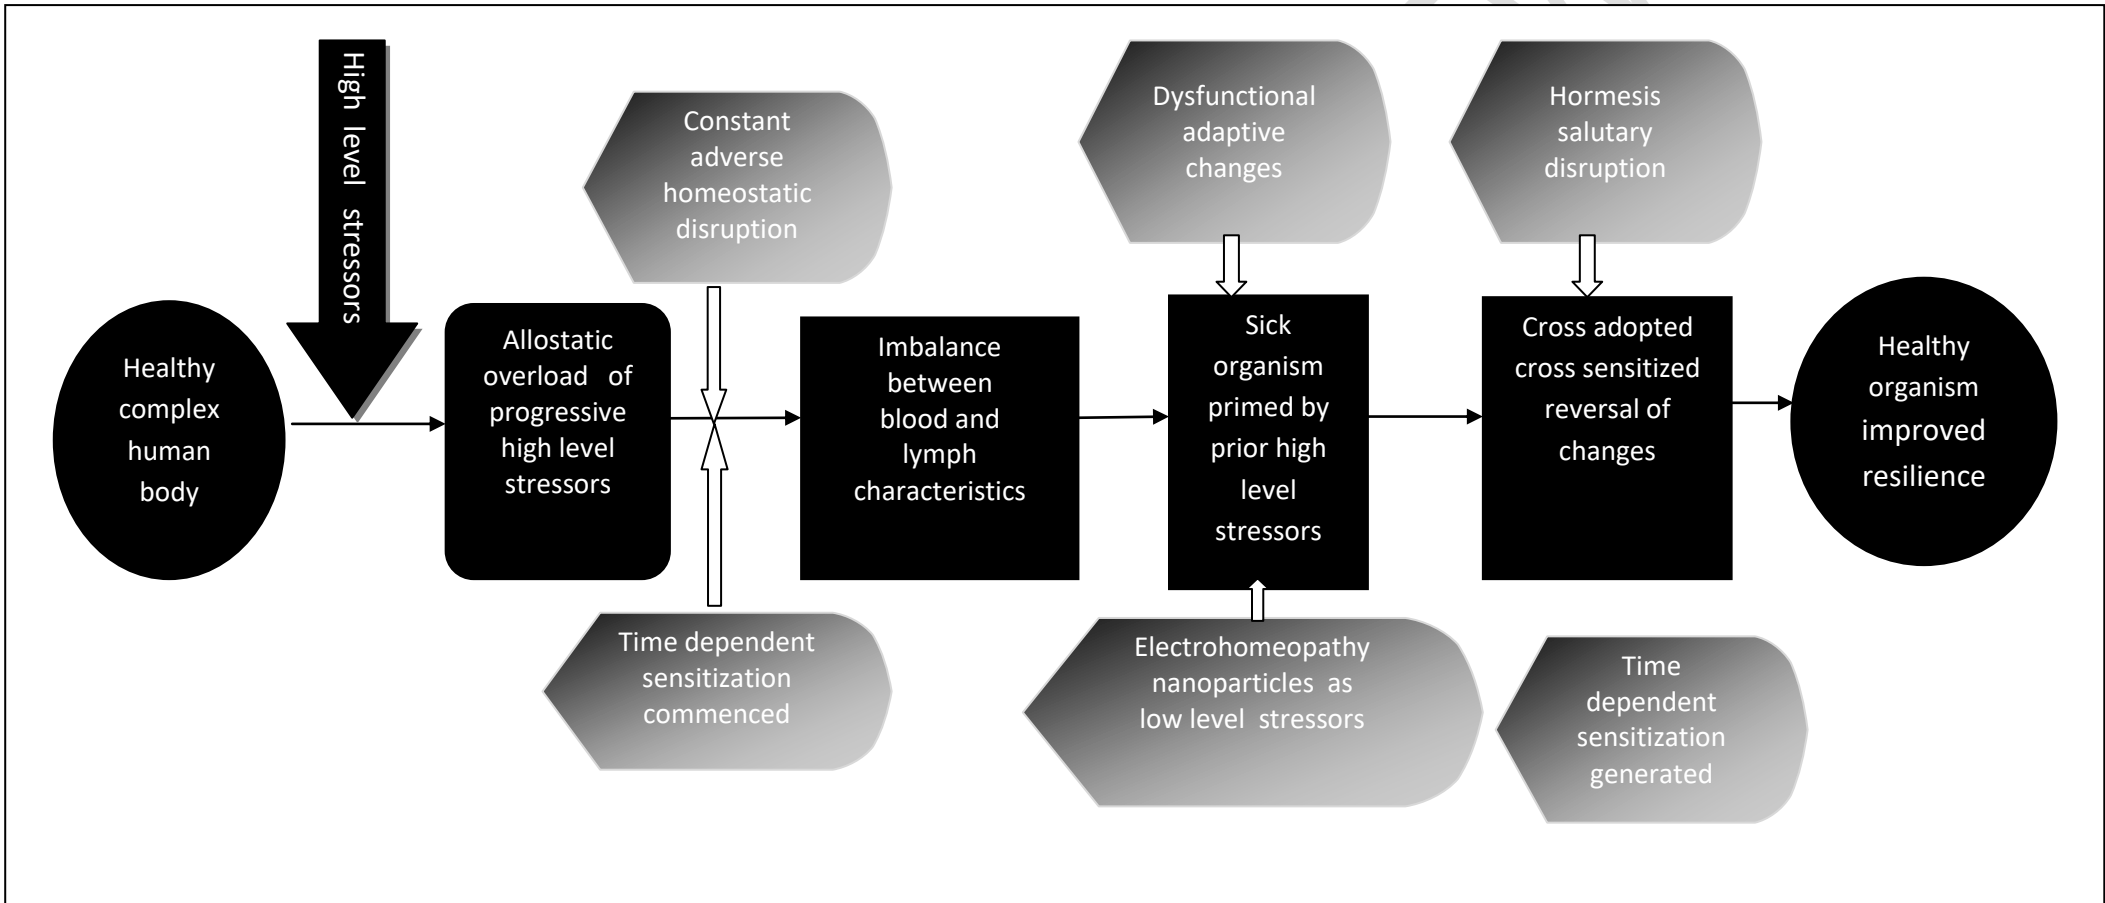 High level stressors
Constant
adverse
homeostatic
disruption
Dysfunctional
adaptive
changes
Hormesis
salutary
disruption
Healthy
complex
human
body
Allostatic
overload of
progressive
high level
stressors
Imbalance
between
blood and
lymph
characteristics
Sick
organism
primed by
prior high
level
stressors
Cross adopted
cross sensitized
reversal of
changes
Healthy
organism
improved
resilience
Time dependent
sensitization
commenced
Electrohomeopathy
nanoparticles as
low level stressors
Time
dependent
sensitization
generated